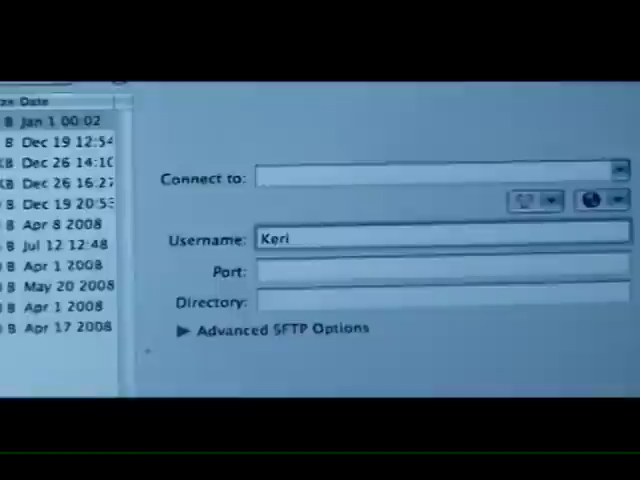 Date
B Jan 1 00:02
B Dec 19 12:54
KB Dec 26 14:10
KB Dec 26 16:27
B Dec 19 20:53
B Apr 8 2008
B Jul 12 12:48
B Apr 1 2008
B May 20 2008
B Apr 1 2008
B Apr 17 2008
Connect to:
Username: Keri
Port:
Directory:
Advanced SFTP Options